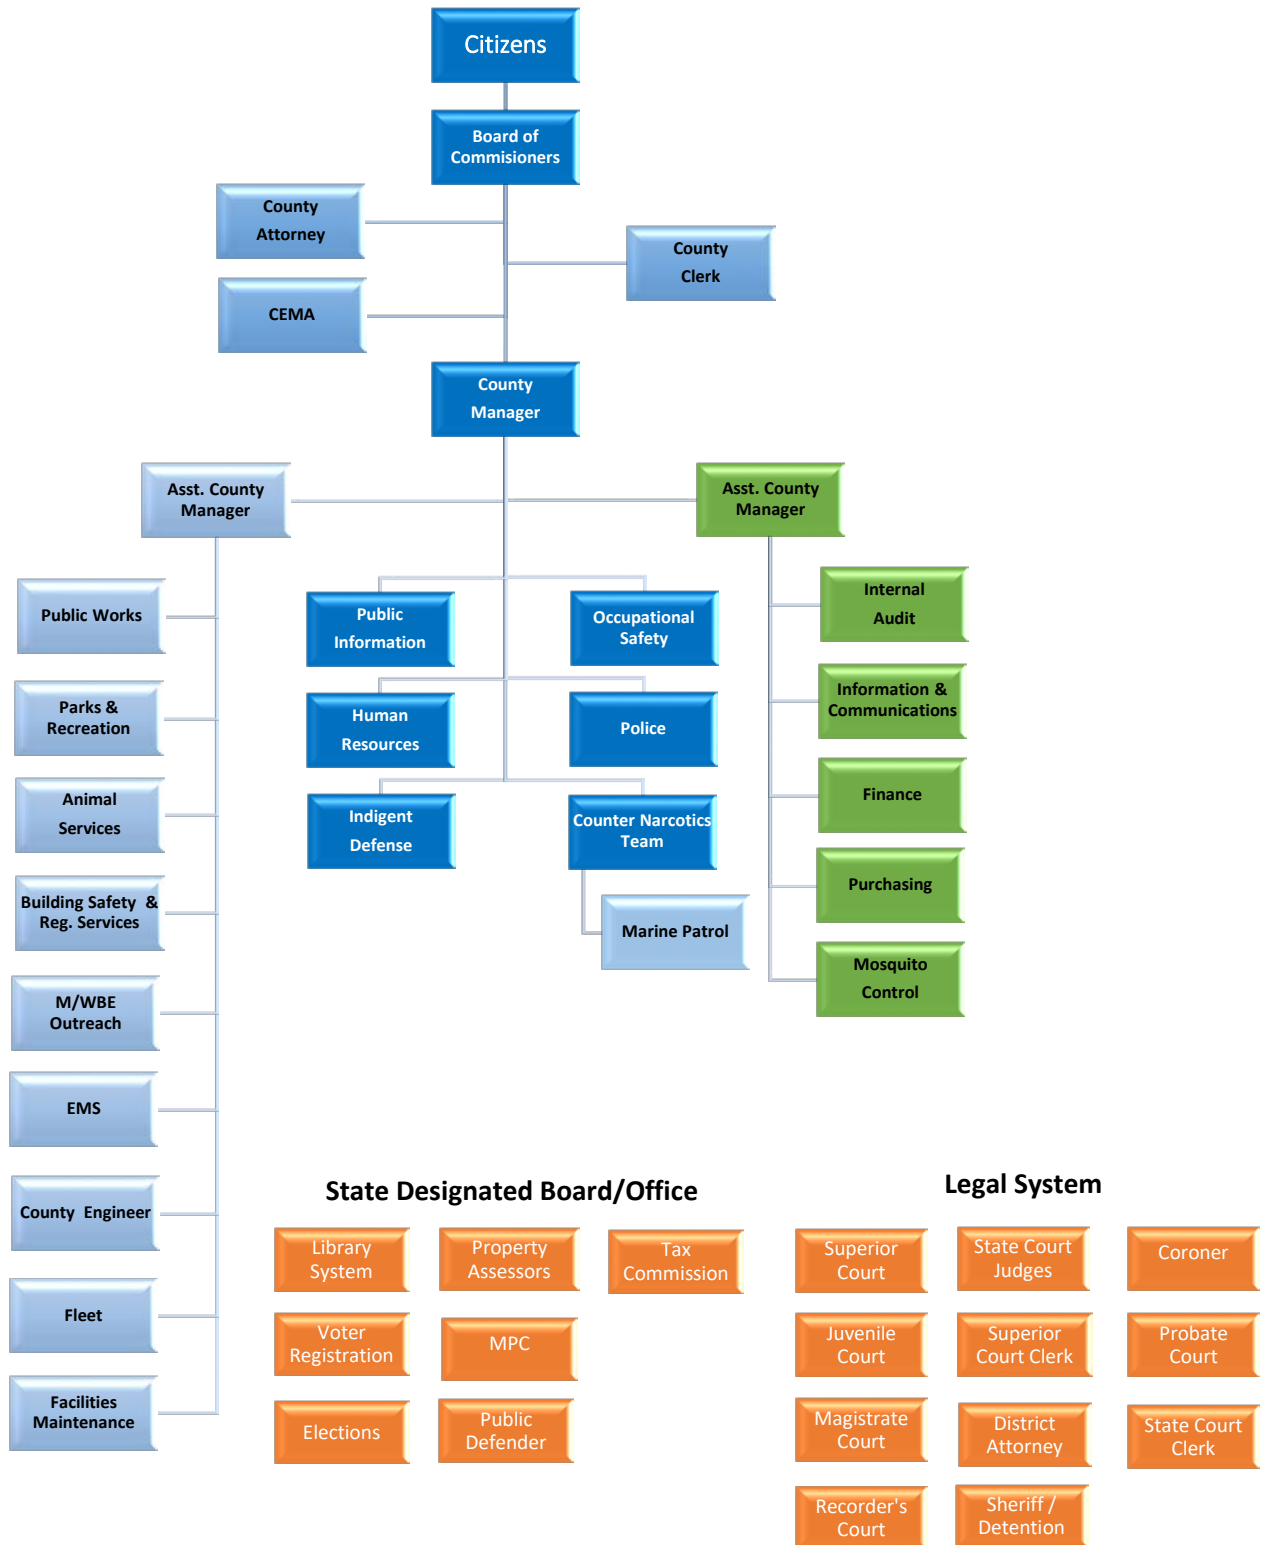 Citizens
Board of
Commisioners
County
Attorney
County
Clerk
CEMA
County
Manager
Asst. County
Manager
Asst. County
Manager
Public Works
Parks &
Recreation
Animal
Services
Building Safety &
Reg. Services
M/WBE
Outreach
EMS
County Engineer
Fleet
Facilities
Maintenance
Public
Information
Occupational
Safety
Human
Resources
Police
Indigent
Defense
Counter Narcotics
Team
Marine Patrol
Internal
Audit
Information &
Communications
Finance
Purchasing
Mosquito
Control
State Designated Board/Office
Library
System
Property
Assessors
Tax
Commission
Voter
Registration
MPC
Elections
Public
Defender
Legal System
Superior
Court
State Court
Judges
Coroner
Juvenile
Court
Superior
Court Clerk
Probate
Court
Magistrate
Court
District
Attorney
State Court
Clerk
Recorder's
Court
Sheriff /
Detention